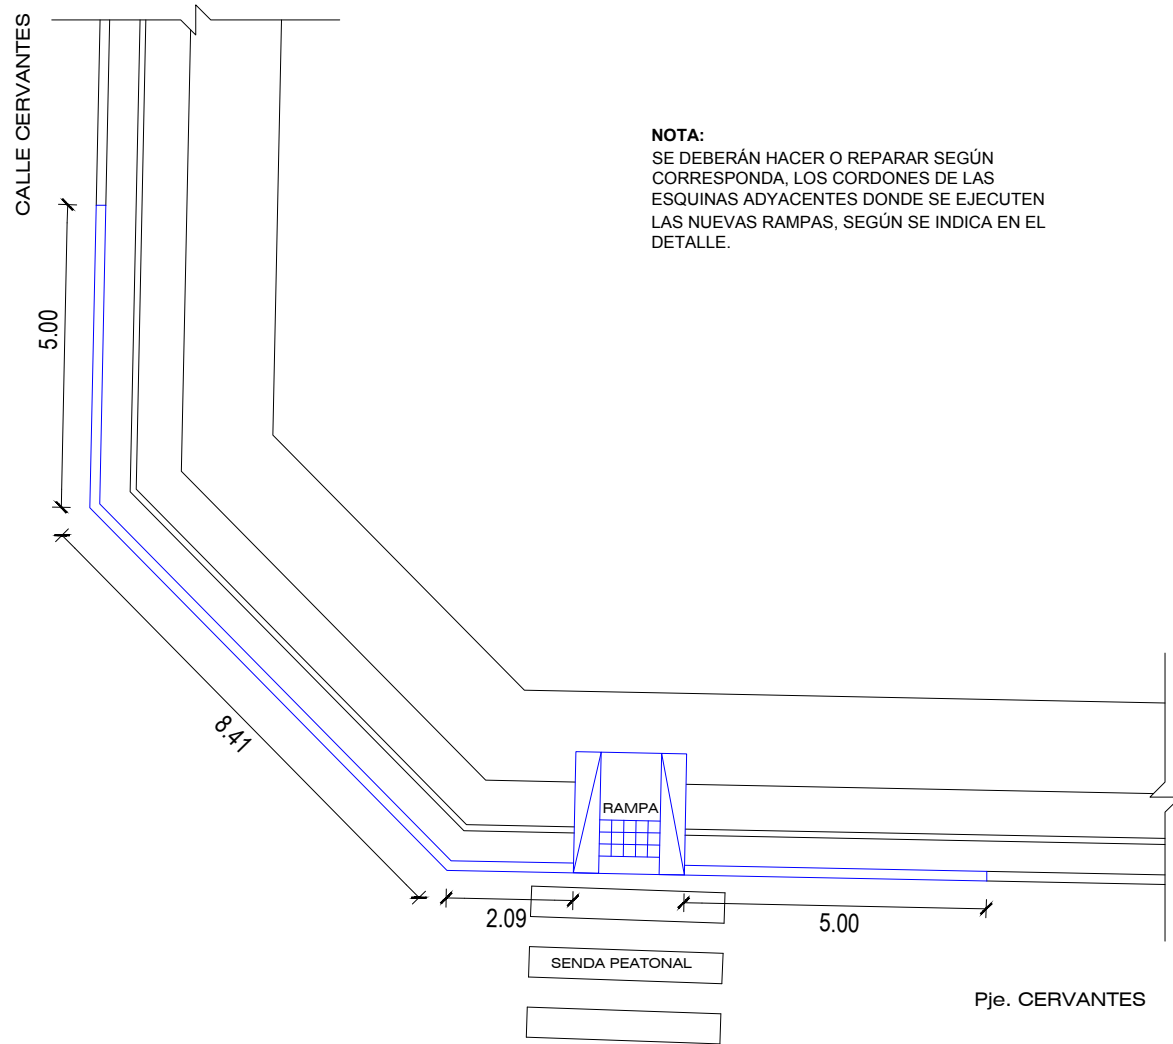 CALLE CERVANTES
NOTA:
SE DEBERÁN HACER O REPARAR SEGÚN
CORRESPONDA, LOS CORDONES DE LAS
ESQUINAS ADYACENTES DONDE SE EJECUTEN
LAS NUEVAS RAMPAS, SEGÚN SE INDICA EN EL
DETALLE.
5.00
8.41
RAMPA
2.09
5.00
SENDA PEATONAL
Pje. CERVANTES